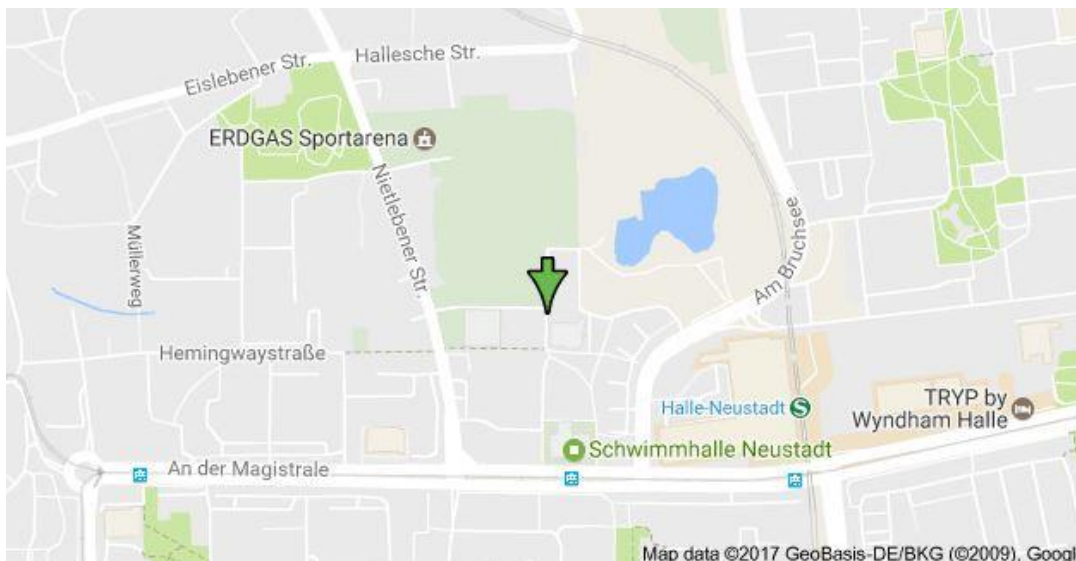 Hallesche Str.
Eislebener Str.
ERDGAS Sportarena
Nietlebener Str.
Müllerweg
Am Bruchsee
Hemingwaystraße
Halle-Neustadt S
TRYP by
Wyndham Halle
Schwimmhalle Neustadt
An der Magistrale
Map data ©2017 GeoBasis-DE/BKG (©2009), Googl